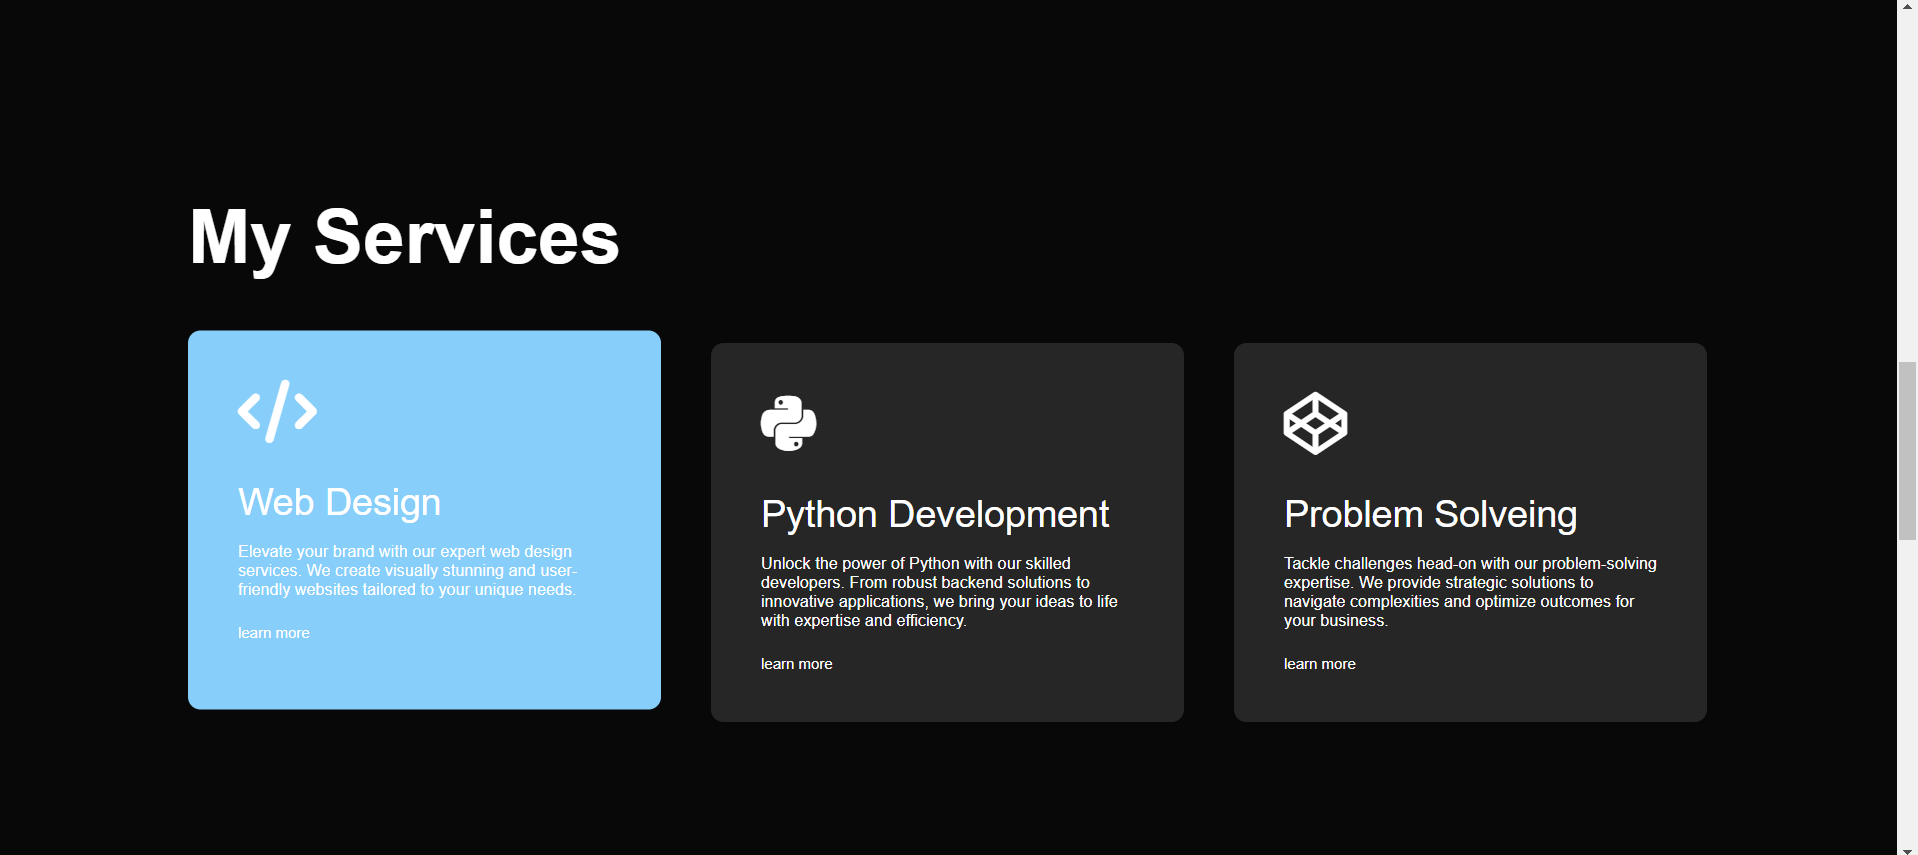 My Services
Web Design
Elevate your brand with our expert web design
services. We create visually stunning and user-
friendly websites tailored to your unique needs.
learn more
Python Development
Unlock the power of Python with our skilled
developers. From robust backend solutions to
innovative applications, we bring your ideas to life
with expertise and efficiency.
learn more
Problem Solveing
Tackle challenges head-on with our problem-solving
expertise. We provide strategic solutions to
navigate complexities and optimize outcomes for
your business.
learn more